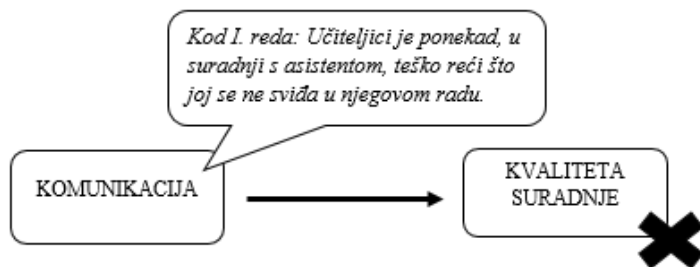 Kod I. reda: Učiteljici je ponekad, u
suradnji s asistentom, teško reći što
joj se ne sviđa u njegovom radu.
KOMUNIKACIJA
KVALITETA
SURADNJE